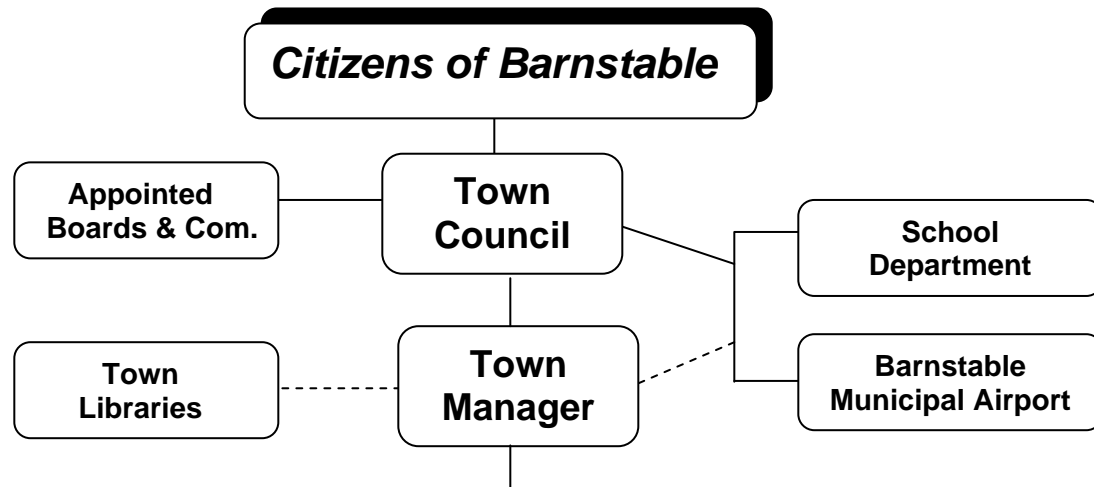 Citizens of Barnstable
Appointed
Boards & Com.
Town
Council
School
Department
Town
Libraries
Town
Manager
Barnstable
Municipal Airport